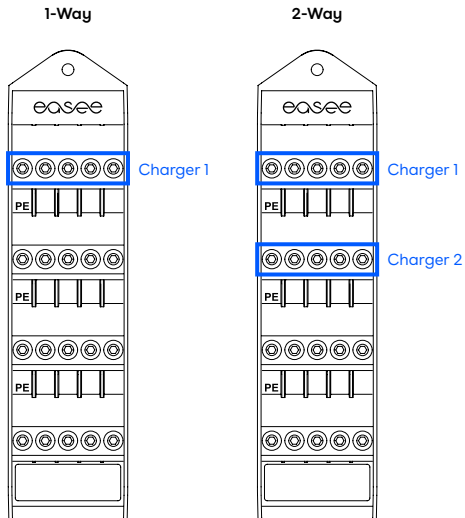 1-Way
2-Way
easee
easee
Charger 1
Charger 1
PE
PE
Charger 2
PE
PE
PE
PE